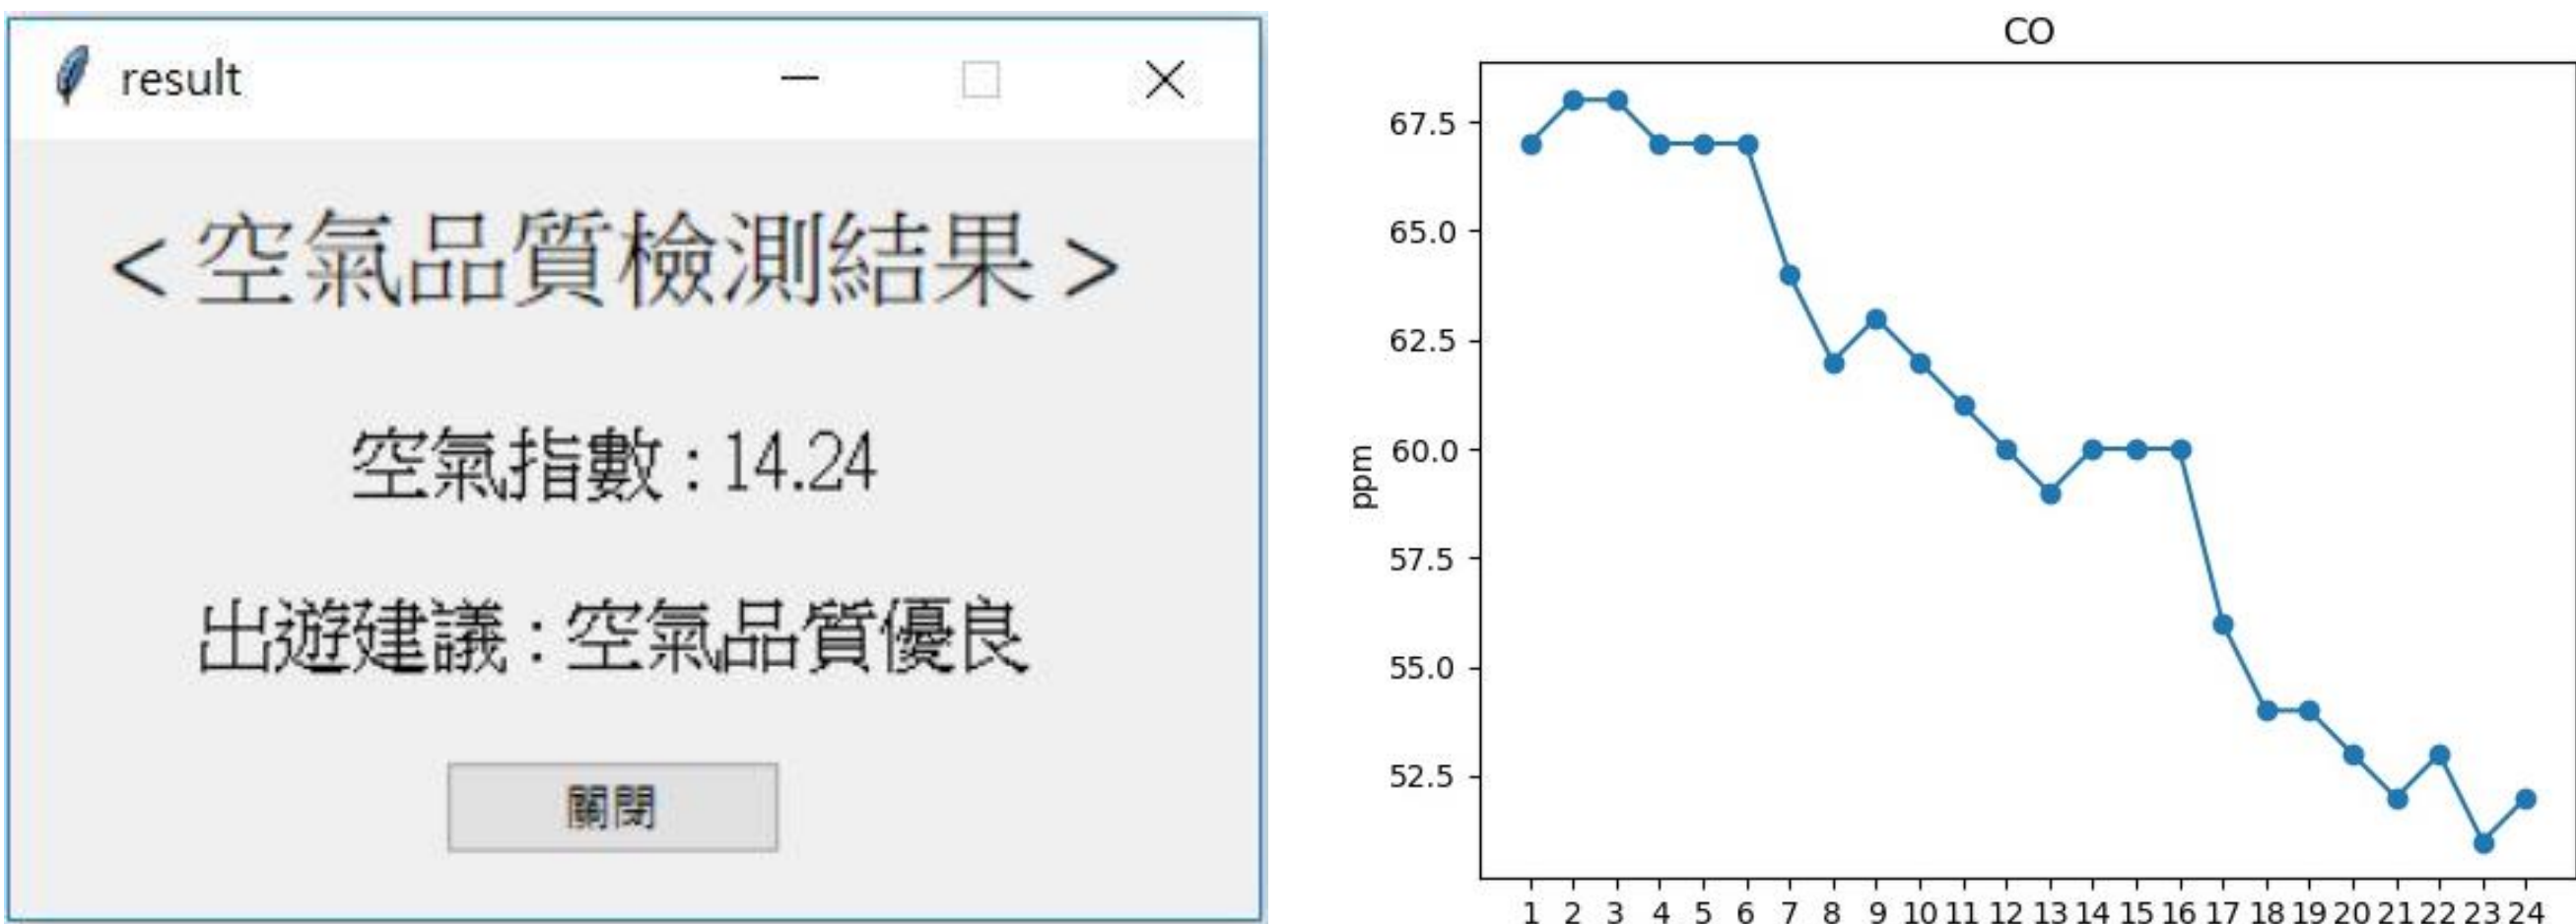 result
< 空氣品質檢測結果 >
空氣指數 : 14.24
出遊建議 : 空氣品質優良
關閉
CO
67.5
65.0
62.5
60.0
57.5
55.0
52.5
ppm
1 2 3 4 5 6 7 8 9 10 11 12 13 14 15 16 17 18 19 20 21 22 23 24